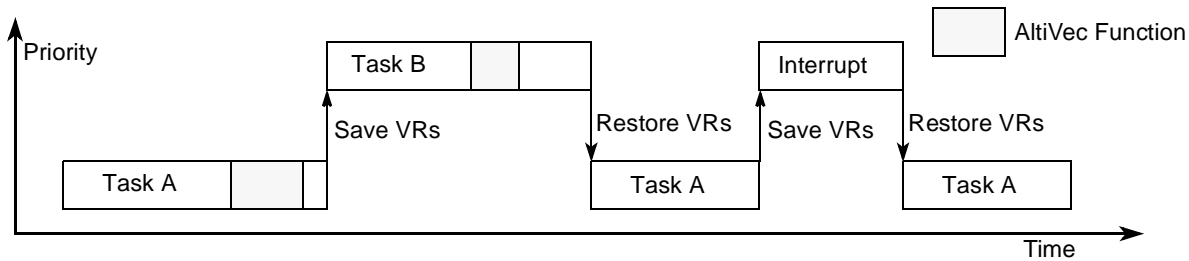 AltiVec Function
Priority
Task B
Interrupt
Save VRs
Restore VRs
Save VRs
Restore VRs
Task A
Task A
Task A
Time